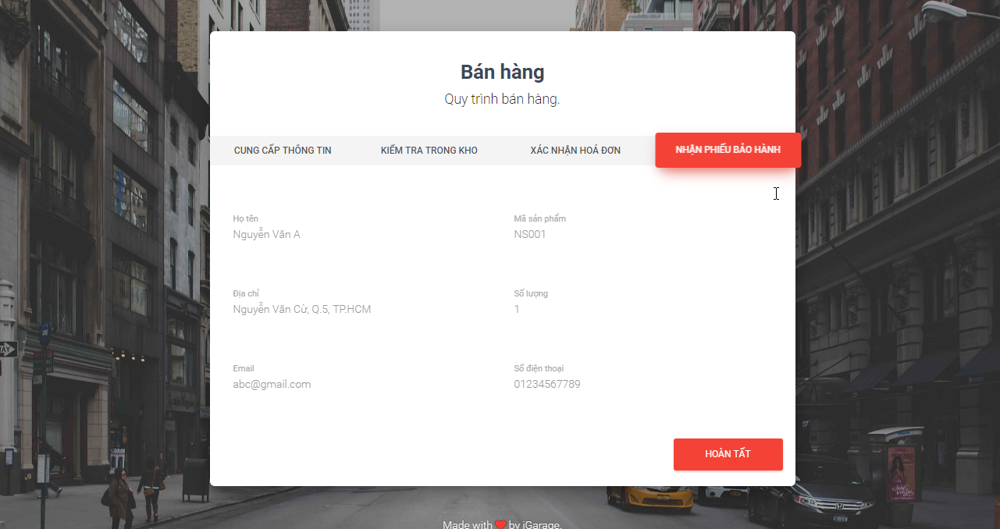 Bán hàng
Quy trình bán hàng.
CUNG CẤP THÔNG TIN
KIỂM TRA TRONG KHO
XÁC NHẬN HOÁ ĐƠN
NHẬN PHIẾU BẢO HÀNH
Họ tên
Nguyễn Văn A
Mã sản phẩm
NS001
Địa chỉ
Nguyễn Văn Cừ, Q.5, TP.HCM
Số lượng
1
Email
abc@gmail.com
Số điện thoại
01234567789
HOÀN TẤT
Made with ❤ by iGarage.